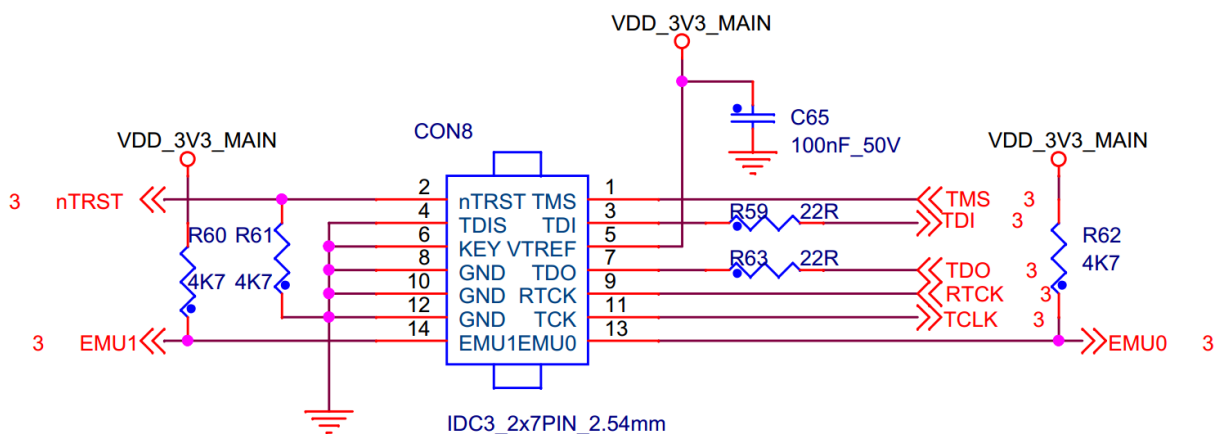 VDD_3V3_MAIN
CON8
C65
100nF_50V
VDD_3V3_MAIN
VDD_3V3_MAIN
3 nTRST
2 nTRST TMS 1
TMS 3
4 TDIS TDI 3
R59 22R
TDI 3
R60 R61
6 KEY VTREF 5
R62
4K7 4K7
8 GND TDO 7
R63 22R
TDO 3
4K7
10 GND RTCK 9
RTCK 3
12 GND TCK 11
TCLK 3
3 EMU1
14 EMU1EMU0 13
EMU0 3
IDC3_2x7PIN_2.54mm